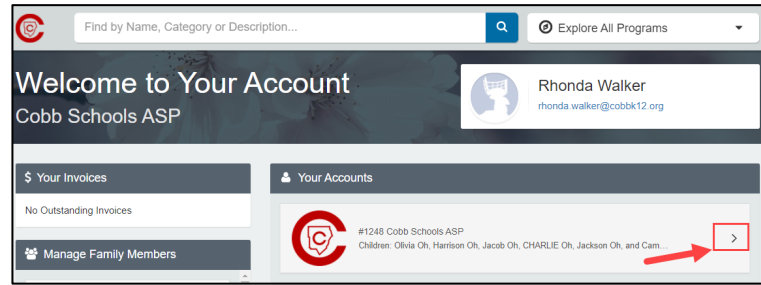 Find by Name, Category or Description...
Explore All Programs
Welcome to Your Account
Cobb Schools ASP
Rhonda Walker
rhonda.walker@cobbk12.org
$ Your Invoices
No Outstanding Invoices
Manage Family Members
Your Accounts
#1248 Cobb Schools ASP
Children: Olivia Oh, Harrison Oh, Jacob Oh, CHARLIE Oh, Jackson Oh, and Cam...